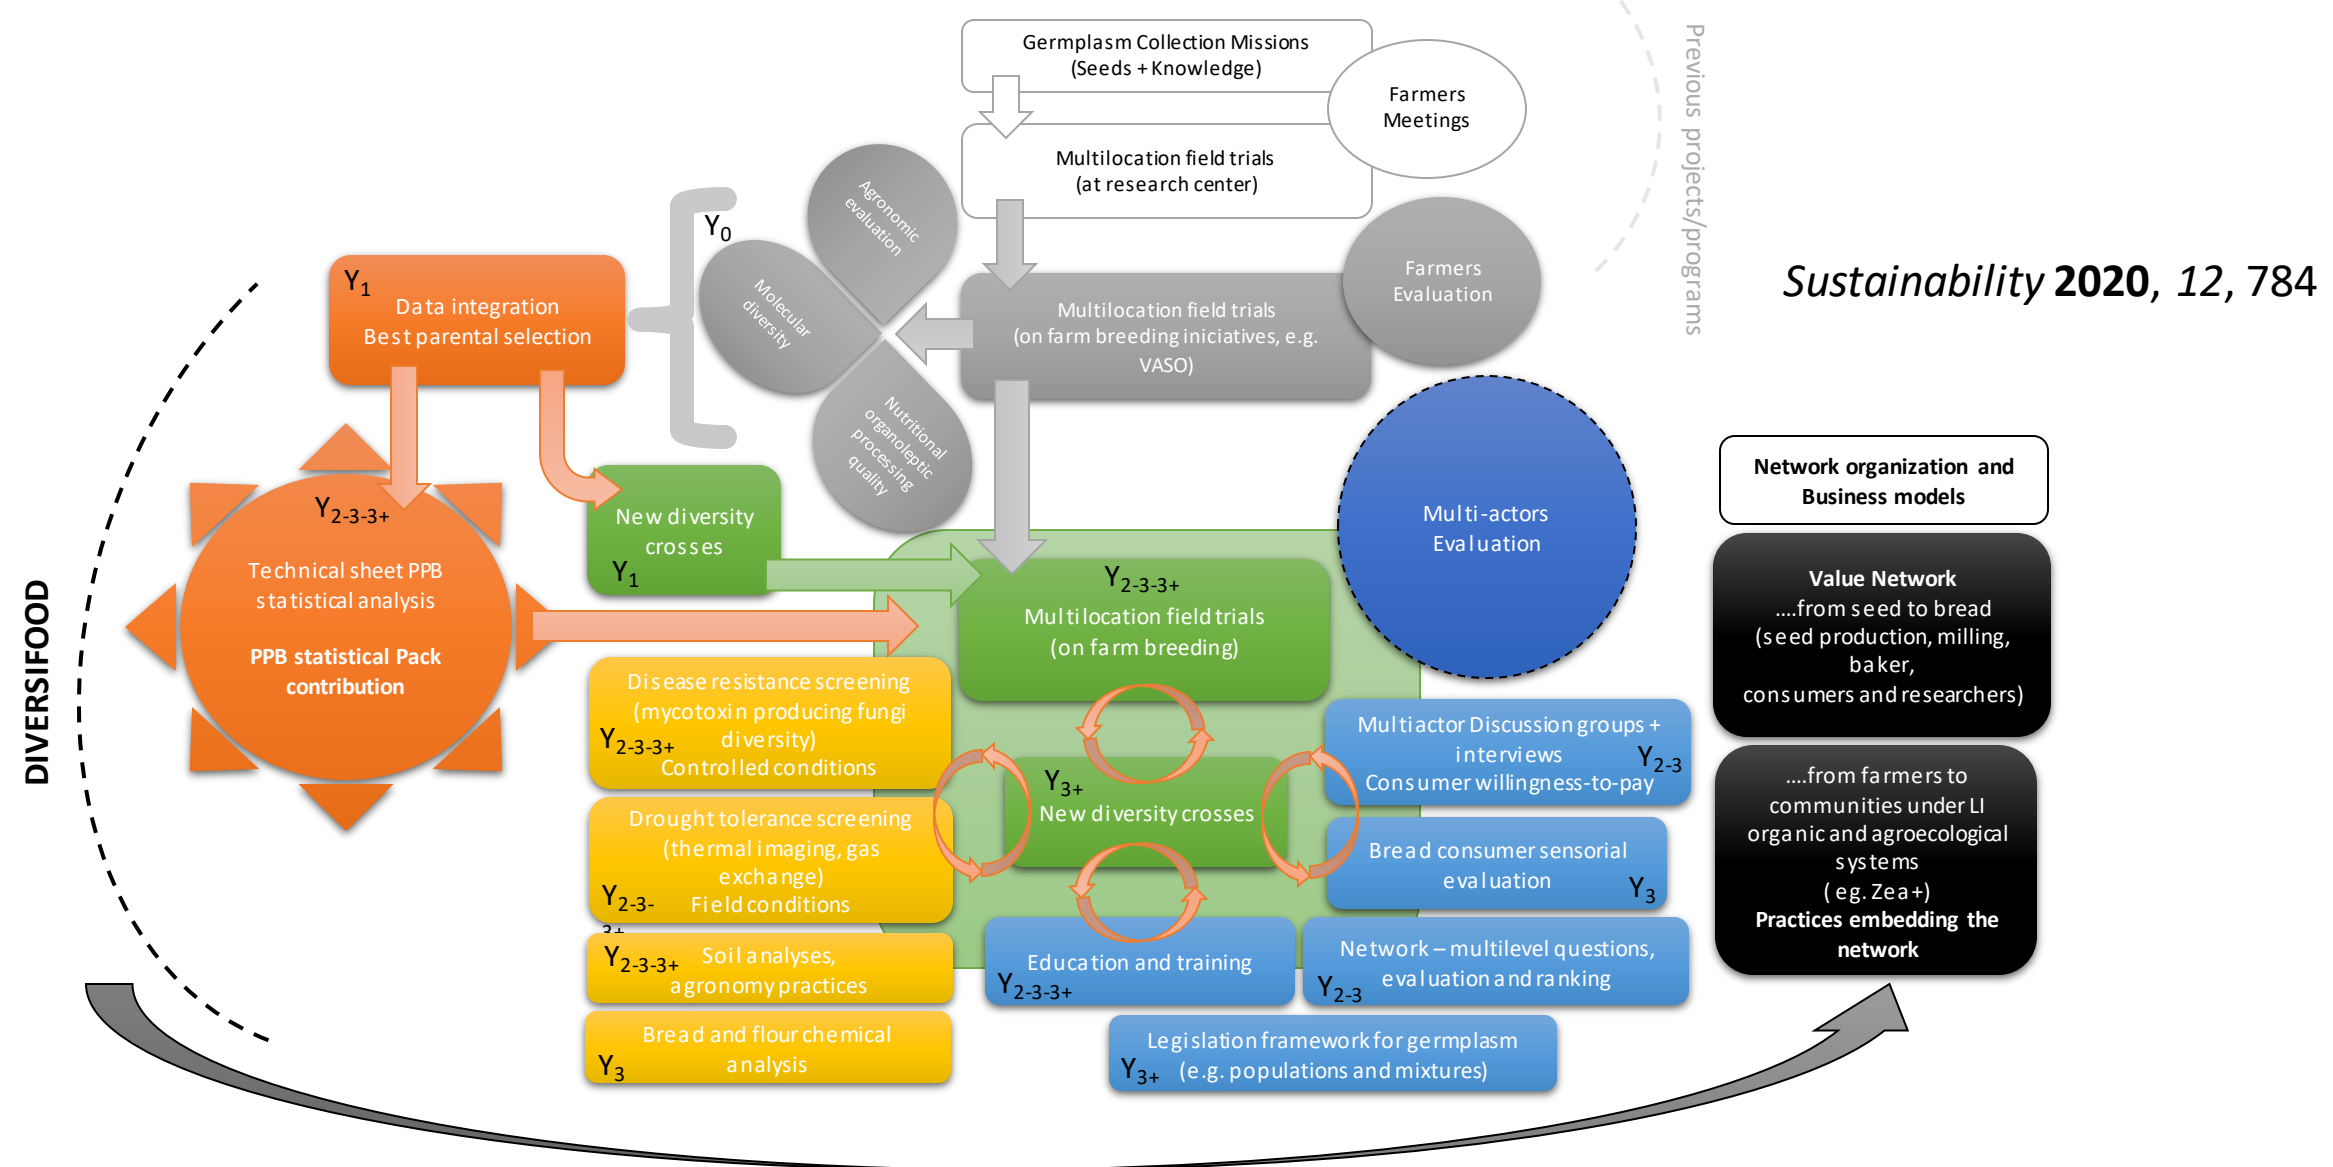 Germplasm Collection Missions
(Seeds + Knowledge)
Farmers
Meetings
Multilocation field trials
(at research center)
Previous projects/programs
Sustainability 2020, 12, 784
Agronomic
evaluation
Y0
Molecular
diversity
Nutritional
organoleptic
processing
quality
Farmers
Evaluation
Multilocation field trials
(on farm breeding iniciatives, e.g.
VASO)
Y1
Data integration
Best parental selection
Y2-3-3+
Technical sheet PPB
statistical analysis
PPB statistical Pack
contribution
DIVERSIFOOD
New diversity
crosses
Y1
Y2-3-3+
Multilocation field trials
(on farm breeding)
Multi-actors
Evaluation
Network organization and
Business models
Value Network
....from seed to bread
(seed production, milling,
baker,
consumers and researchers)
....from farmers to
communities under LI
organic and agroecological
systems
( eg. Zea+)
Practices embedding the
network
Disease resistance screening
(mycotoxin producing fungi
diversity)
Y2-3-3+
Controlled conditions
Drought tolerance screening
(thermal imaging, gas
exchange)
Field conditions
Y2-3-
3+
Y2-3-3+
Soil analyses,
agronomy practices
Bread and flour chemical
analysis
Y3
Y3+
New diversity crosses
Multiactor Discussion groups +
interviews
Y2-3
Consumer willingness-to-pay
Bread consumer sensorial
evaluation
Y3
Education and training
Y2-3-3+
Network – multilevel questions,
evaluation and ranking
Y2-3
Legislation framework for germplasm
(e.g. populations and mixtures)
Y3+